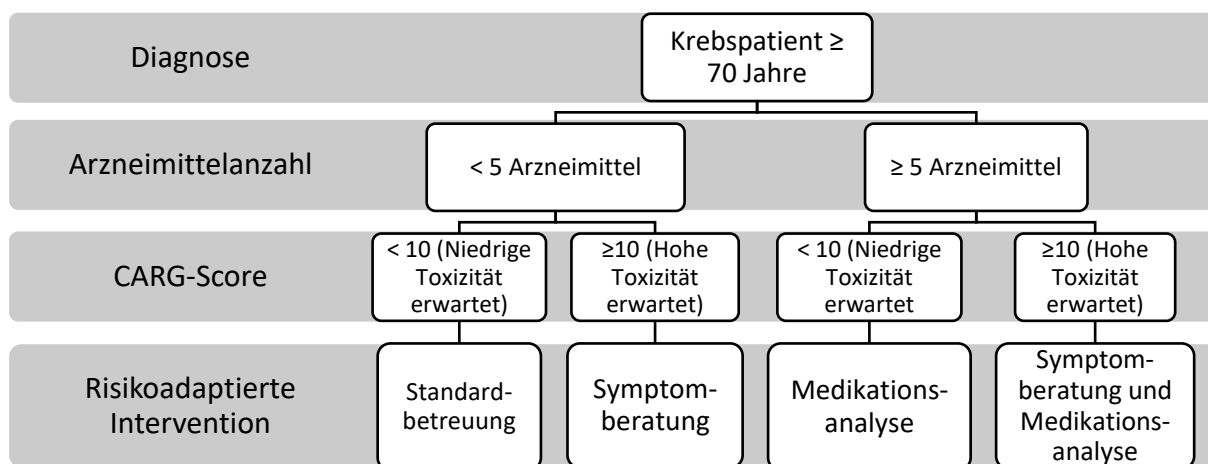 Diagnose
Krebspatient ≥
70 Jahre
Arzneimittelanzahl
< 5 Arzneimittel
≥ 5 Arzneimittel
CARG-Score
< 10 (Niedrige
Toxizität
erwartet)
≥10 (Hohe
Toxizität
erwartet)
< 10 (Niedrige
Toxizität
erwartet
≥10 (Hohe
Toxizität
erwartet)
Risikoadaptierte
Intervention
Standard-
betreuung
Symptom-
beratung
Medikations-
analyse
Symptom-
beratung und
Medikations-
analyse